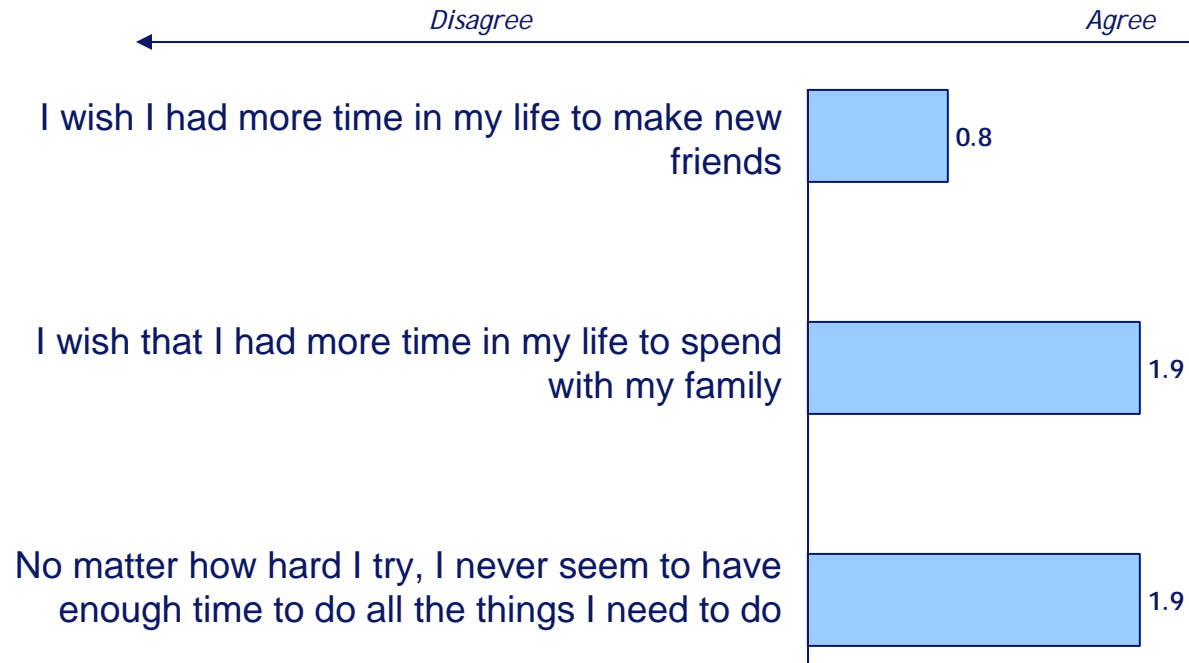 Disagree Agree
I wish I had more time in my life to make new
friends
0.8
I wish that I had more time in my life to spend
with my family
1.9
No matter how hard I try, I never seem to have
enough time to do all the things I need to do
1.9